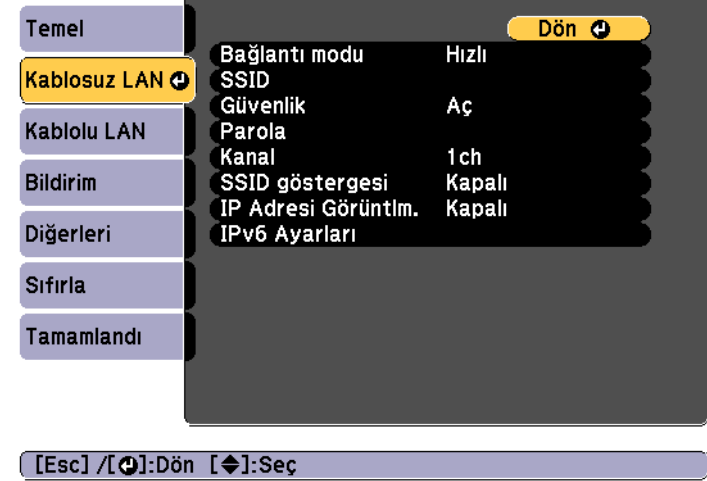 Temel
Kablosuz LAN
Kablolu LAN
Bildirim
Diğerleri
Sıfırla
Tamamlandı
Dön
Bağlantı modu Hızlı
SSID
Güvenlik Aç
Parola
Kanal 1ch
SSID göstergesi Kapalı
IP Adresi Görüntlm. Kapalı
IPv6 Ayarları
[Esc] /[⏎]:Dön [◆]:Seç